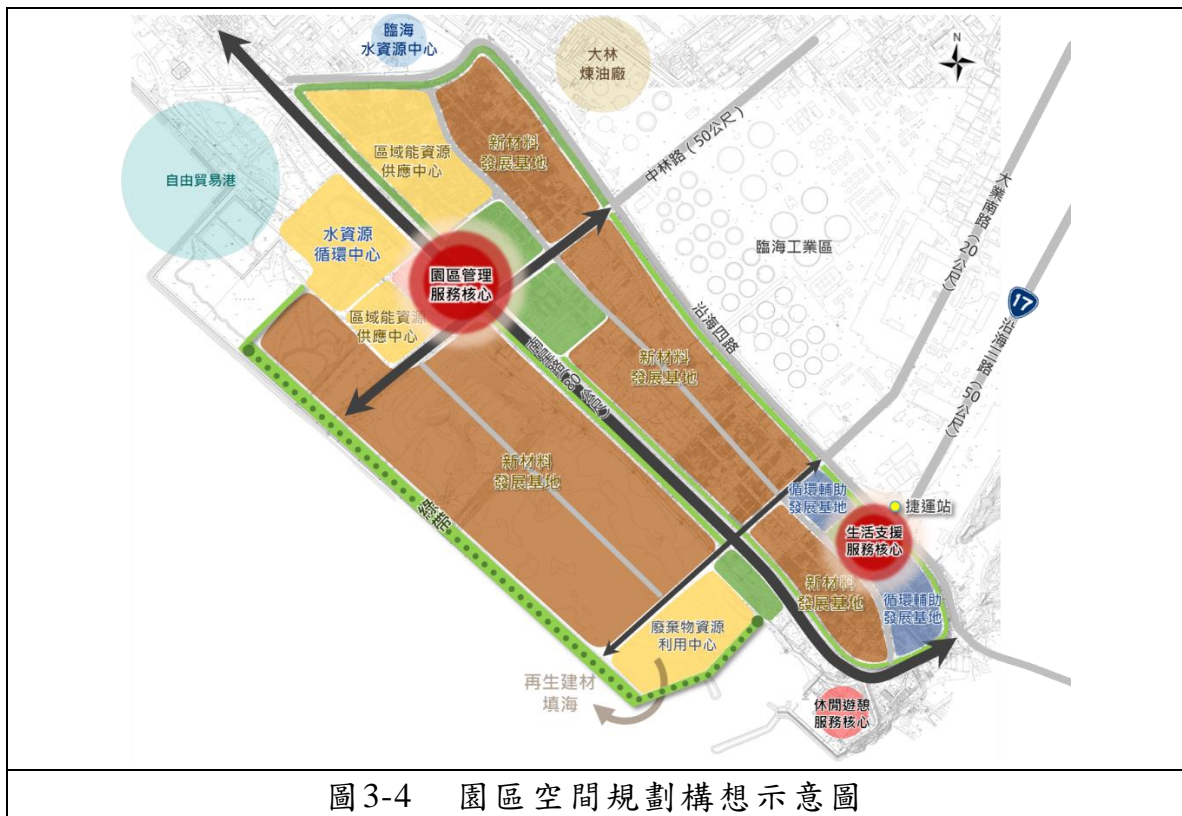 臨海
水資源中心
大林
煉油廠
N
自由貿易港
區域能資源
供應中心
新材料
發展基地
中林路（50公尺）
大業南路（20公尺）
水資源
循環中心
園區管理
服務核心
臨海工業區
17
沿海三路（50公尺）
區域能資源
供應中心
沿海四路
新材料
發展基地
新材料
發展基地
綠帶
循環輔助
發展基地
捷運站
生活支援
服務核心
新材料
發展基地
循環輔助
發展基地
廢棄物資源
利用中心
再生建材
填海
休閒遊憩
服務核心
圖3-4 園區空間規劃構想示意圖